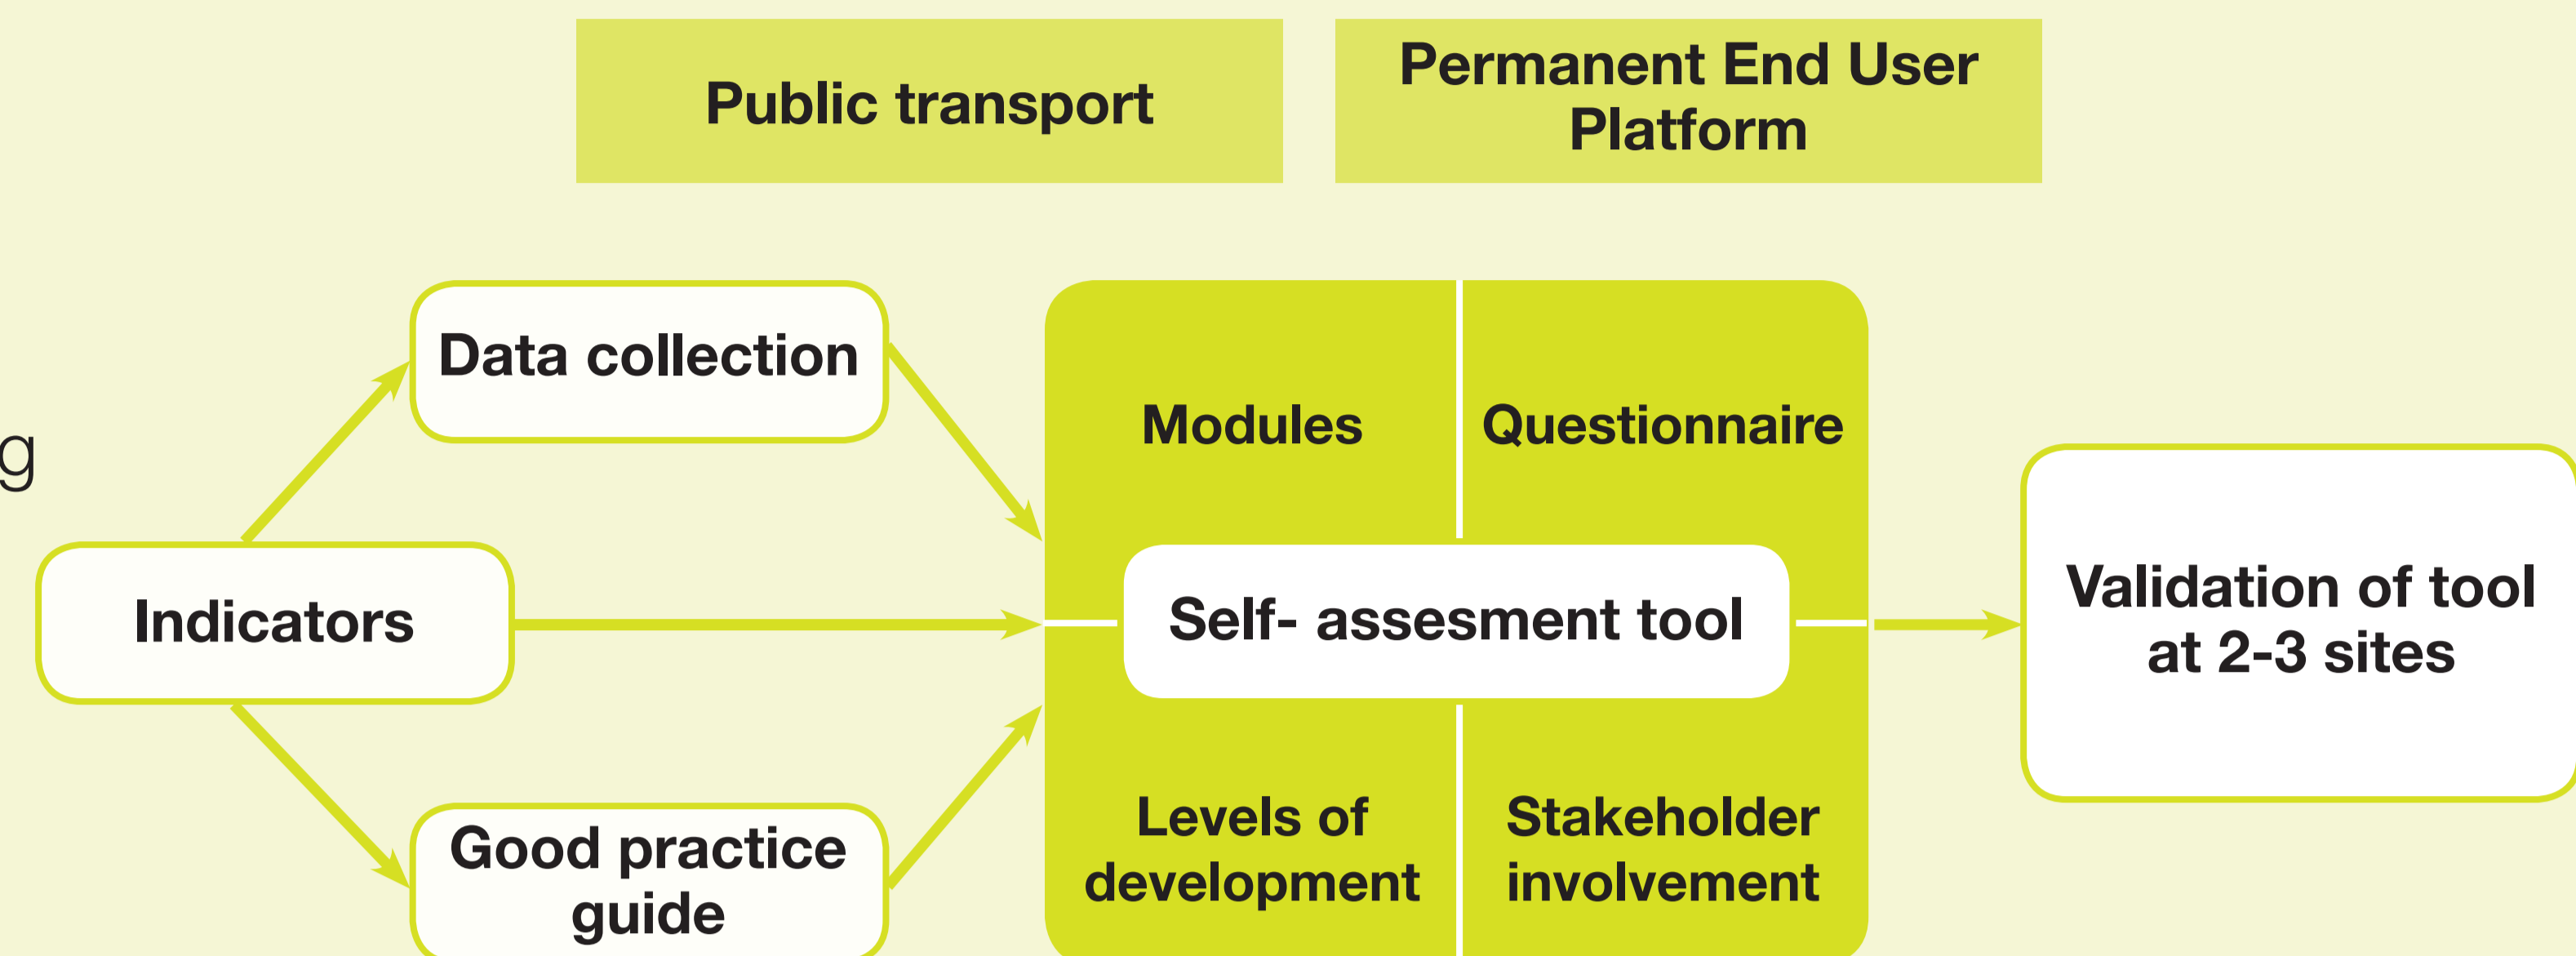 Public transport
Permanent End User
Platform
Data collection
Modules
Questionnaire
g
Indicators
Self- assesment tool
Validation of tool
at 2-3 sites
Good practice
guide
Levels of
development
Stakeholder
involvement